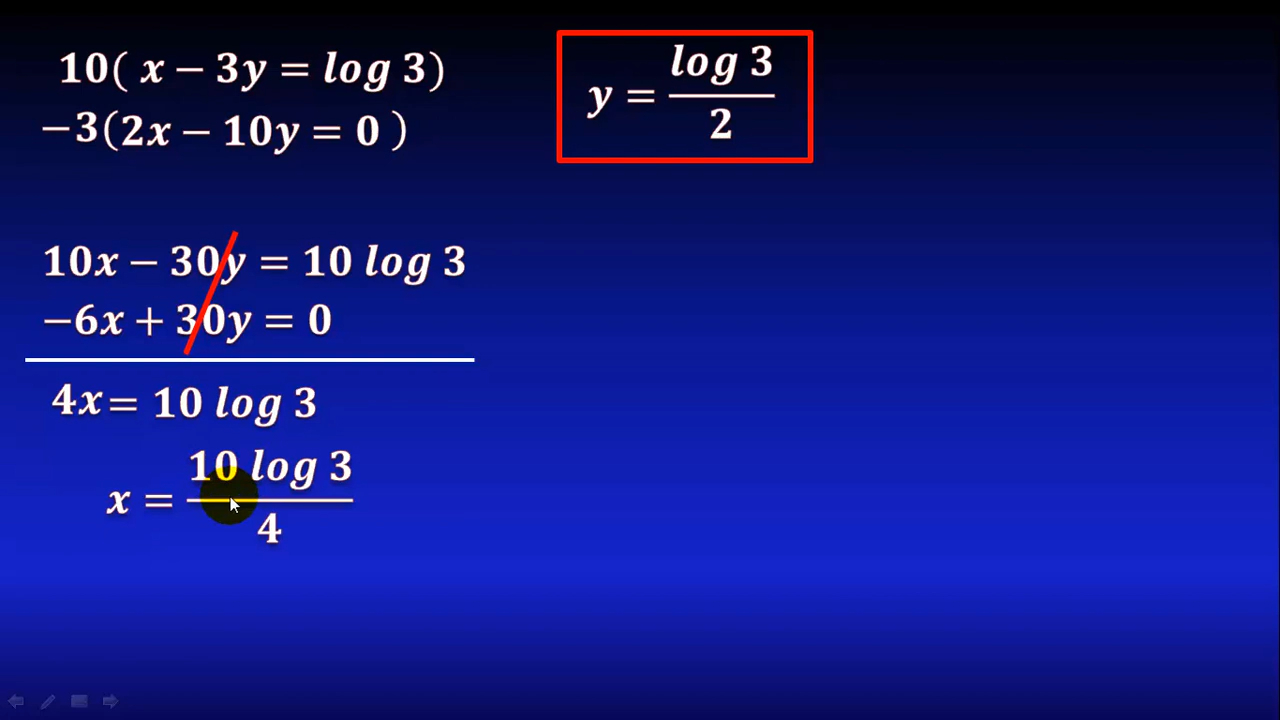 10( x − 3y = log 3)
−3(2x − 10y = 0 )
y = log 3 / 2
10x − 30y = 10 log 3
−6x + 30y = 0
4x = 10 log 3
x = 10 log 3 / 4